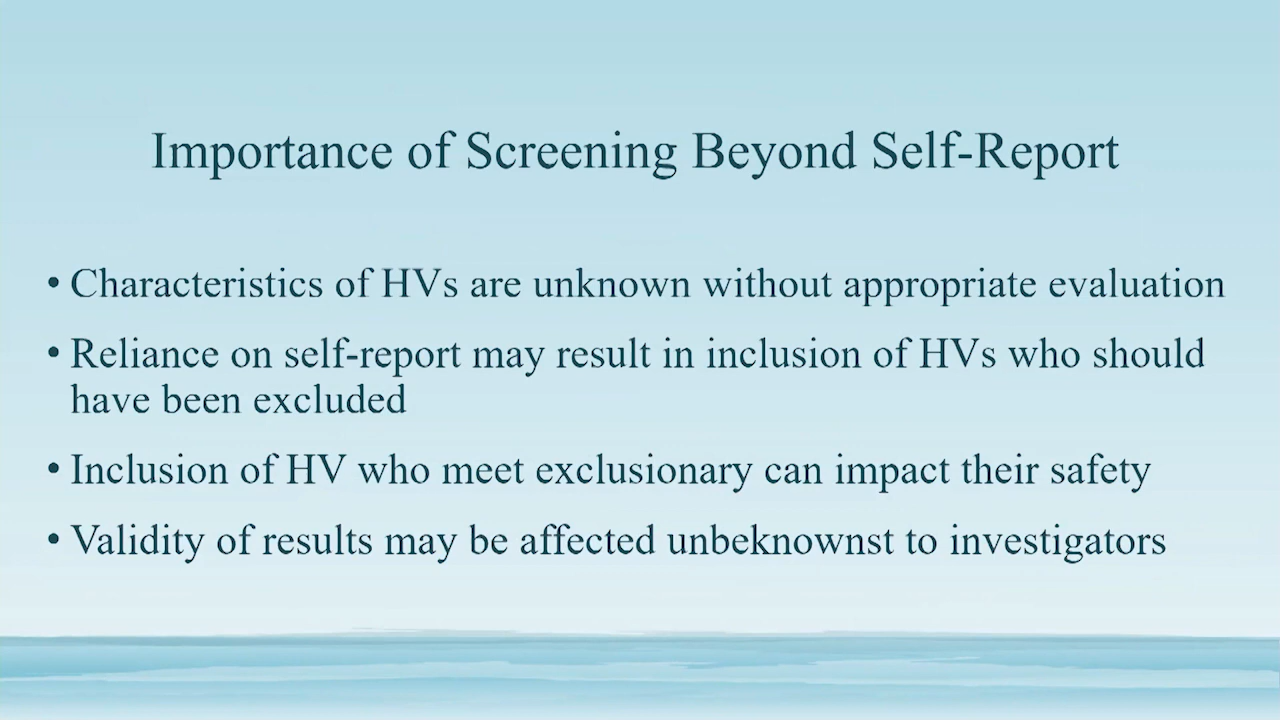 Importance of Screening Beyond Self-Report
• Characteristics of HVs are unknown without appropriate evaluation
• Reliance on self-report may result in inclusion of HVs who should
have been excluded
• Inclusion of HV who meet exclusionary can impact their safety
• Validity of results may be affected unbeknownst to investigators